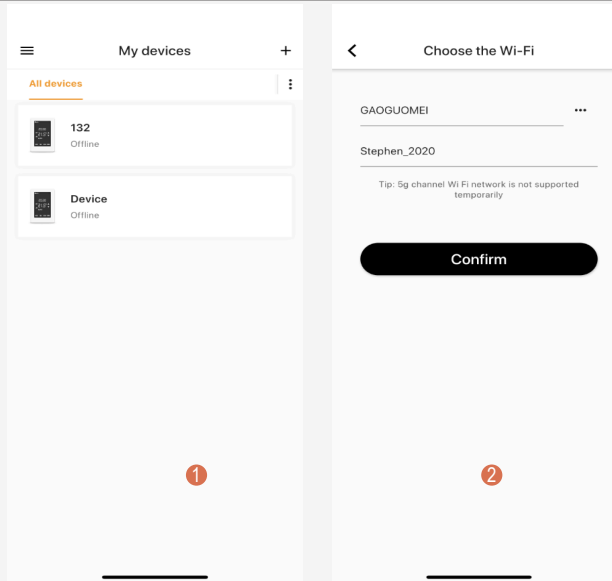 My devices
All devices
132
Offline
Device
Offline
1
Choose the Wi-Fi
GAOGUOMEI
Stephen_2020
Tip: 5g channel Wi Fi network is not supported
temporarily
Confirm
2